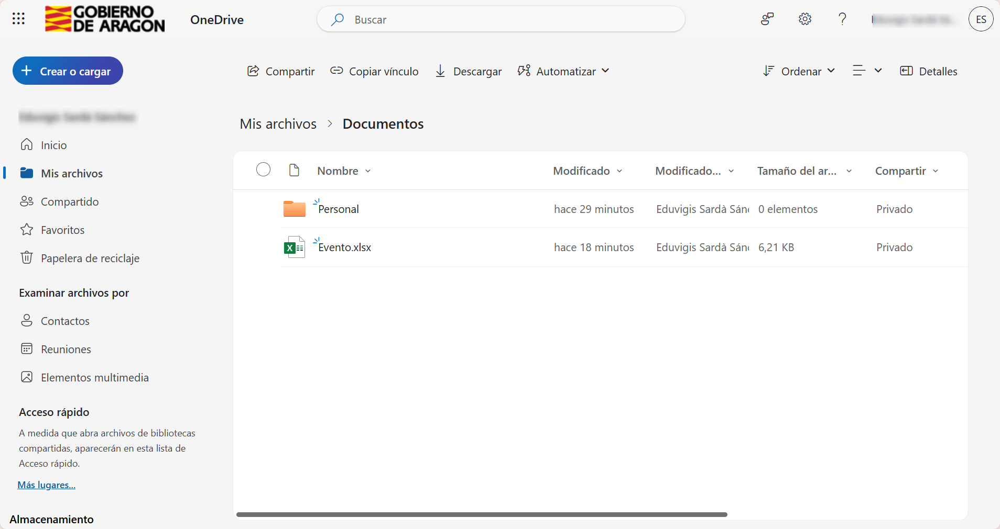 GOBIERNO
DE ARAGON
OneDrive
Buscar
ES
Crear o cargar
Compartir
Copiar vínculo
Descargar
Automatizar
Ordenar
Detalles
Inicio
Mis archivos
Compartido
Favoritos
Papelera de reciclaje
Examinar archivos por
Contactos
Reuniones
Elementos multimedia
Acceso rápido
A medida que abra archivos de bibliotecas
compartidas, aparecerán en esta lista de
Acceso rápido.
Más lugares...
Almacenamiento
Mis archivos > Documentos
Nombre Modificado Modificado... Tamaño del ar... Compartir
Personal hace 29 minutos Eduvigis Sardà Sán 0 elementos Privado
Evento.xlsx hace 18 minutos Eduvigis Sardà Sán 6,21 KB Privado